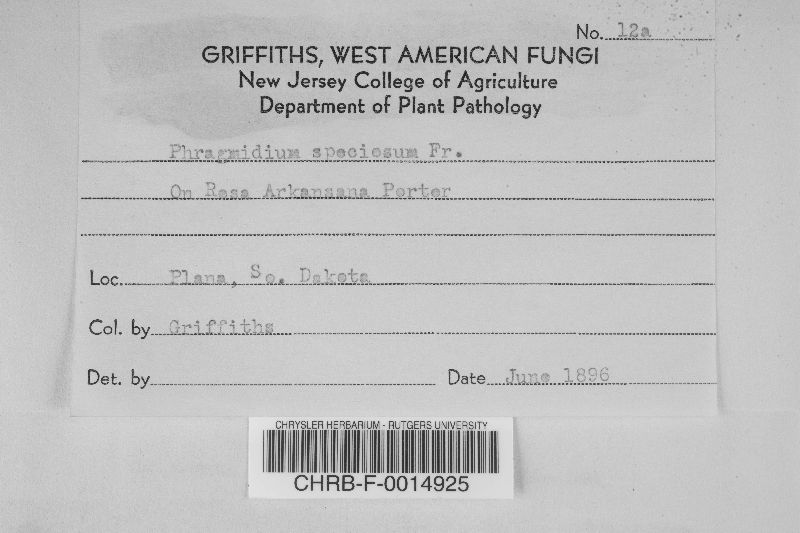 No. 12a
GRIFFITHS, WEST AMERICAN FUNGI
New Jersey College of Agriculture
Department of Plant Pathology
Phragmidium speciosum Fr.
On Rosa Arkansana Porter
Loc. Plana, So. Dakota
Col. by Griffiths
Det. by
Date June 1896
CHRYSLER HERBARIUM - RUTGERS UNIVERSITY
CHRB-F-0014925